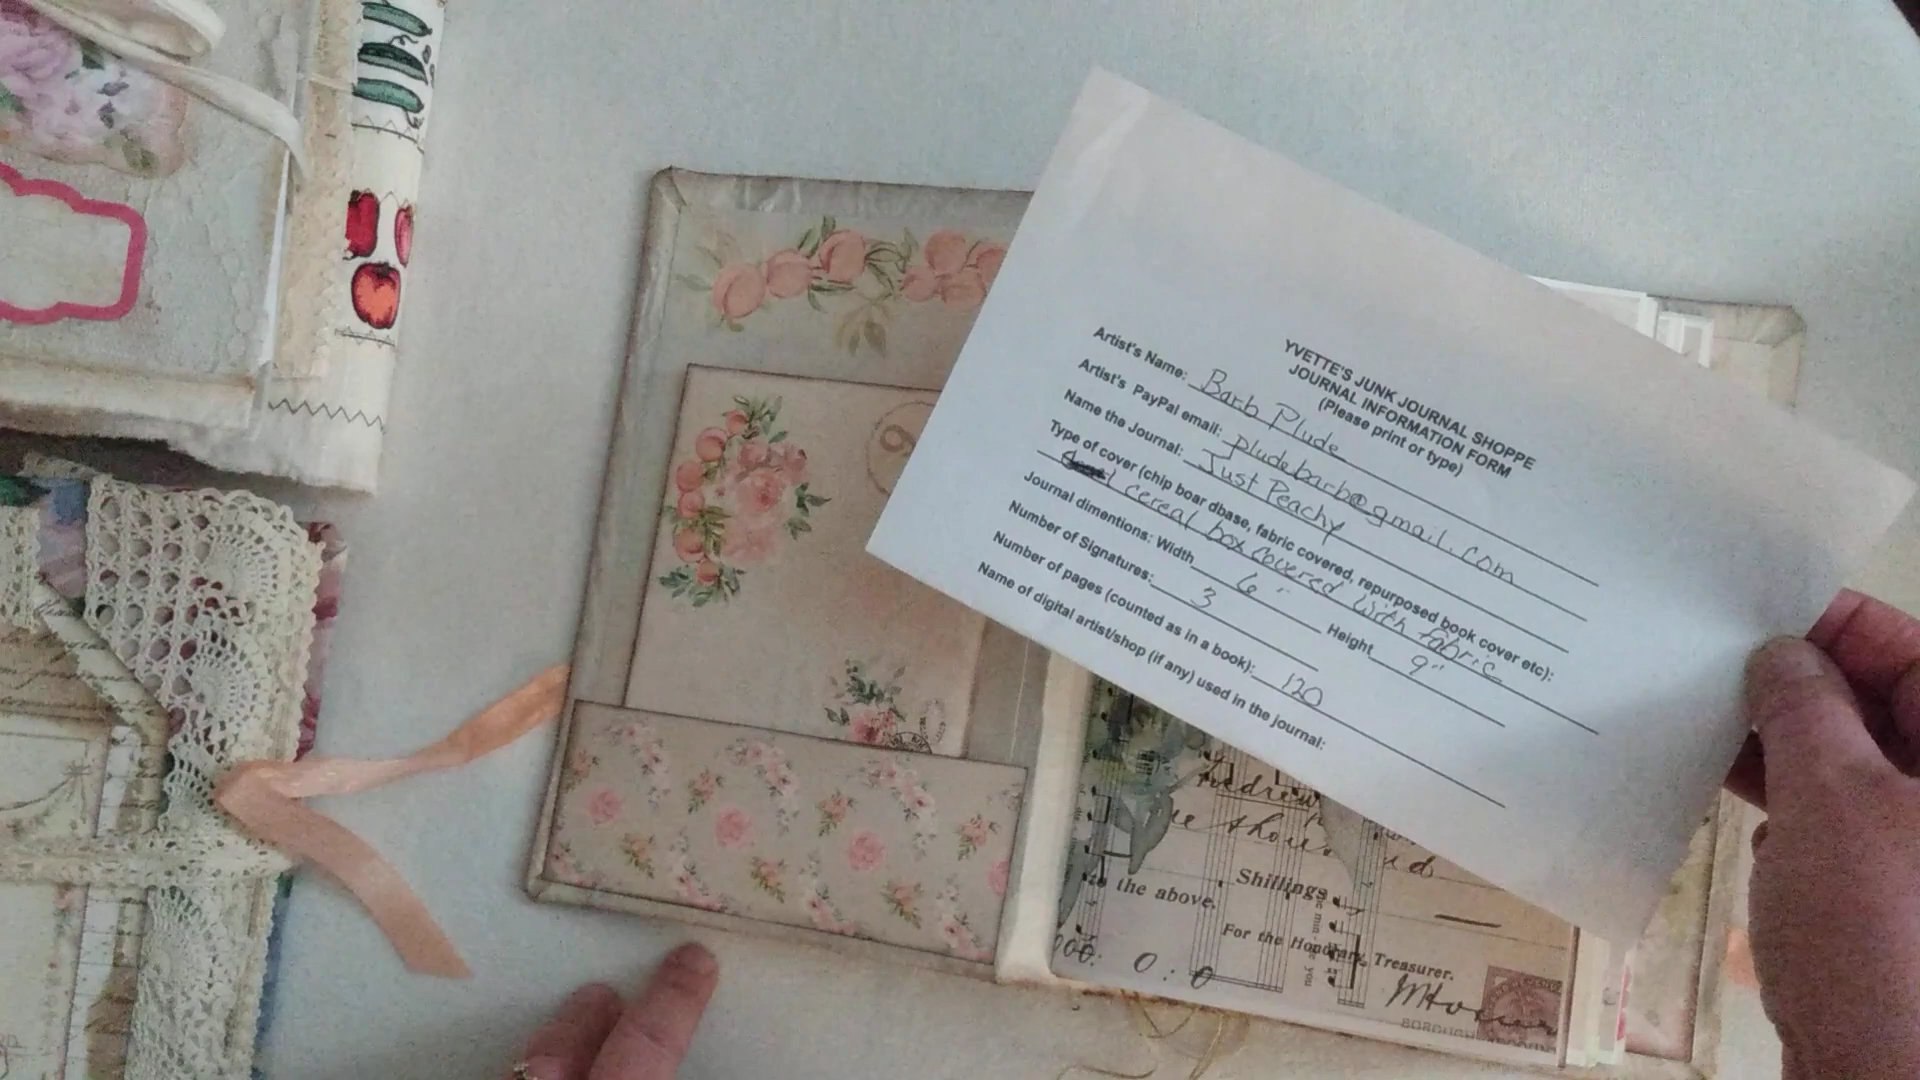 YVETTE'S JUNK JOURNAL SHOPPE
JOURNAL INFORMATION FORM
(Please print or type)
Artist's Name: Barb Plude
Artist's PayPal email: pludebarb@gmail.com
Name the Journal: Just Peachy
Type of cover (chip boar dbase, fabric covered, repurposed book cover etc):
cereal box covered with fabric
Journal dimentions: Width 6" Height 9"
Number of Signatures: 3
Number of pages (counted as in a book): 120
Name of digital artist/shop (if any) used in the journal:
to the above.
Shillings
For the Honorary Treasurer.
0 : 0